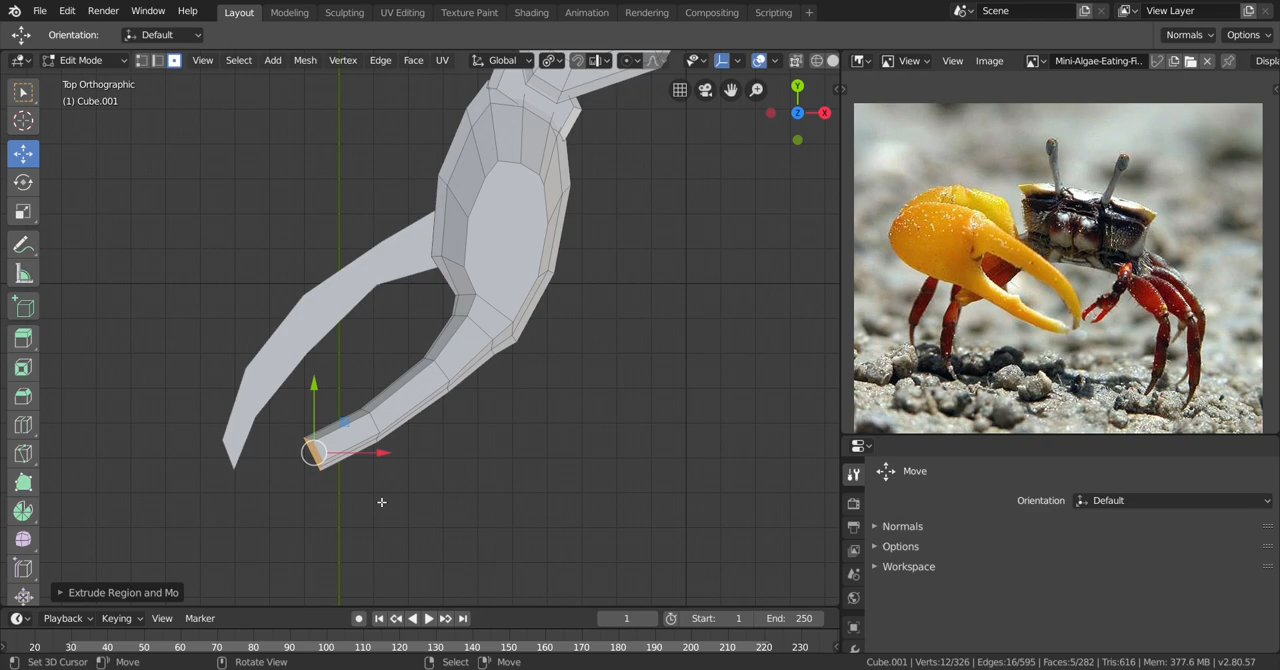 File Edit Render Window Help Layout Modeling Sculpting UV Editing Texture Paint Shading Animation Rendering Compositing Scripting + Scene View Layer
Orientation: Default Normals Options
Edit Mode View Select Add Mesh Vertex Edge Face UV Global View View Image Mini-Algae-Eating-Fi.. Displa
Top Orthographic
(1) Cube.001
Y
Z X
Move
Orientation Default
Normals
Options
Workspace
Extrude Region and Mo
Playback Keying View Marker 1 Start: 1 End: 250
20 30 40 50 60 70 80 90 100 110 120 130 140 150 160 170 180 190 200 210 220 230
Set 3D Cursor Move Rotate View Select Move Cube.001 | Verts:12/326 | Edges:16/595 | Faces:5/282 | Tris:616 | Mem: 377.6 MB | v2.80.57